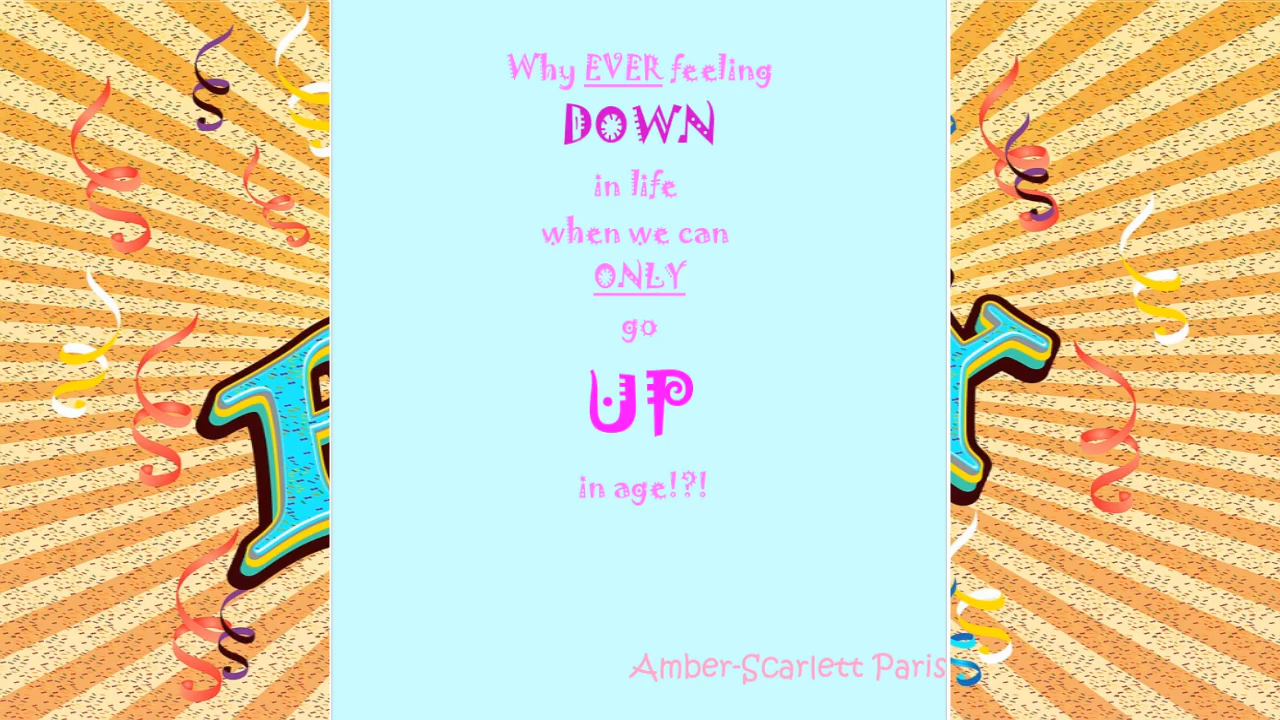 Why EVER feeling
DOWN
in life
when we can
ONLY
go
UP
in age!?!
Amber-Scarlett Paris